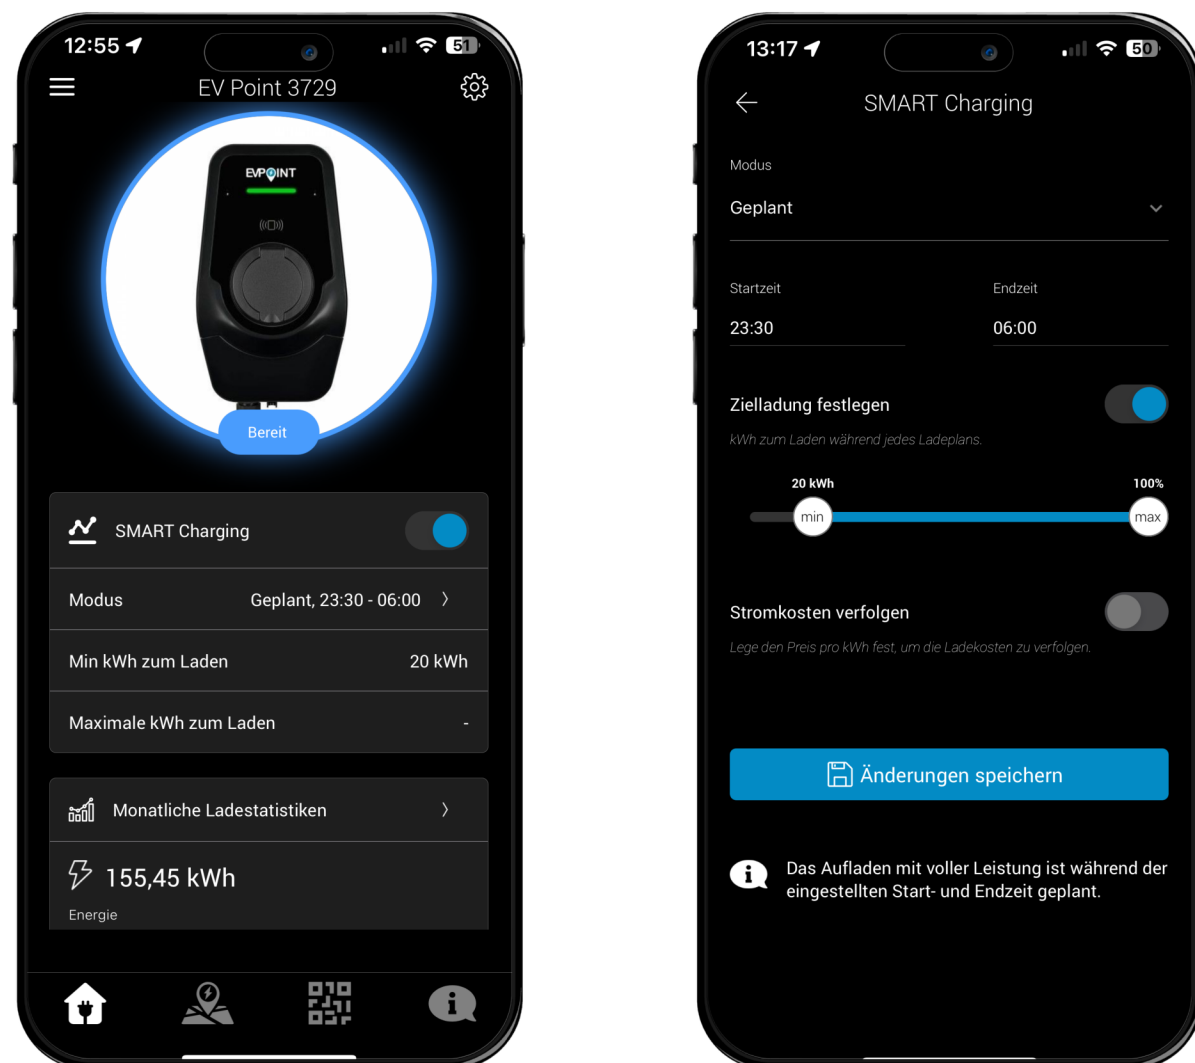 12:55
51
EV Point 3729
EVPOINT
Bereit
SMART Charging
Modus
Geplant, 23:30 - 06:00
Min kWh zum Laden
20 kWh
Maximale kWh zum Laden
-
Monatliche Ladestatistiken
155,45 kWh
Energie
13:17
50
SMART Charging
Modus
Geplant
Startzeit
Endzeit
23:30
06:00
Zielladung festlegen
kWh zum Laden während jedes Ladeplans.
20 kWh
100%
min
max
Stromkosten verfolgen
Lege den Preis pro kWh fest, um die Ladekosten zu verfolgen.
Änderungen speichern
Das Aufladen mit voller Leistung ist während der
eingestellten Start- und Endzeit geplant.